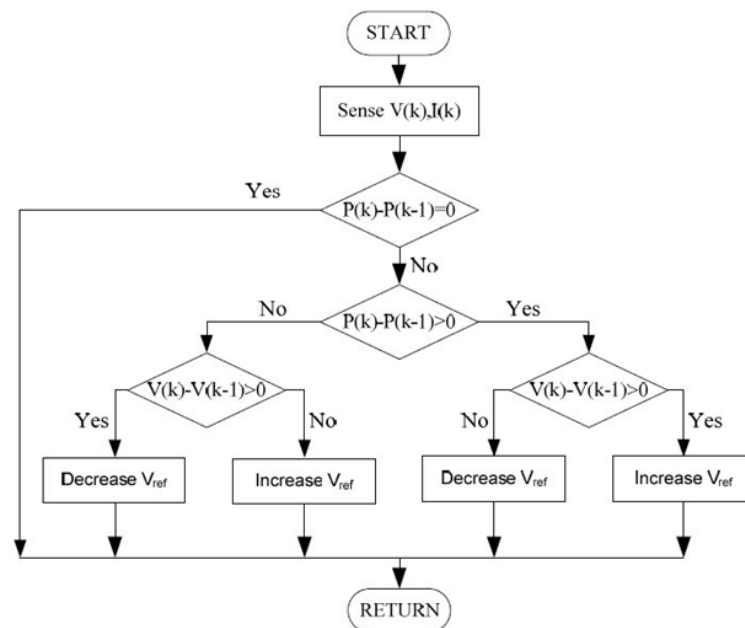 START
Sense V(k),I(k)
Yes
P(k)-P(k-1)=0
No
No
P(k)-P(k-1)>0
Yes
V(k)-V(k-1)>0
V(k)-V(k-1)>0
Yes
No
No
Yes
Decrease Vref
Increase Vref
Decrease Vref
Increase Vref
RETURN